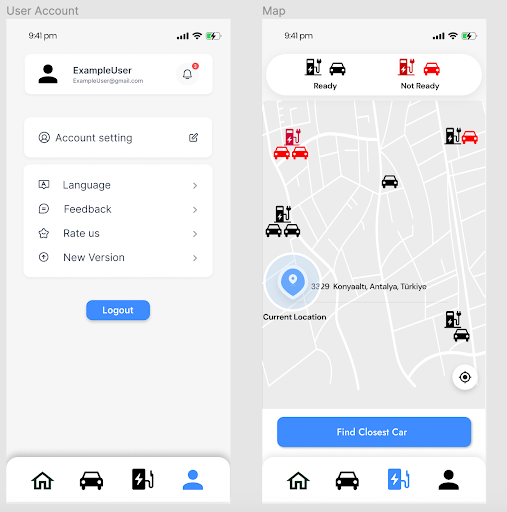 User Account
9:41 pm
ExampleUser
ExampleUser@gmail.com
3
Account setting
Language
Feedback
Rate us
New Version
Logout
Map
9:41 pm
Ready
Not Ready
3329 Konyaaltı, Antalya, Türkiye
Current Location
Find Closest Car